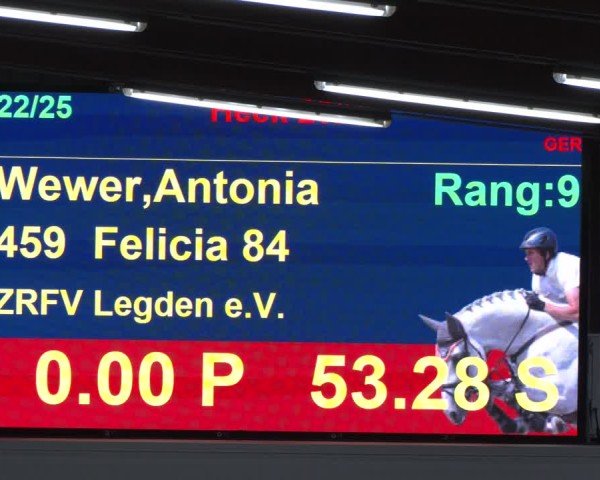 22/25
GER
Wewer,Antonia Rang:9
459 Felicia 84
ZRFV Legden e.V.
0.00 P 53.28 S